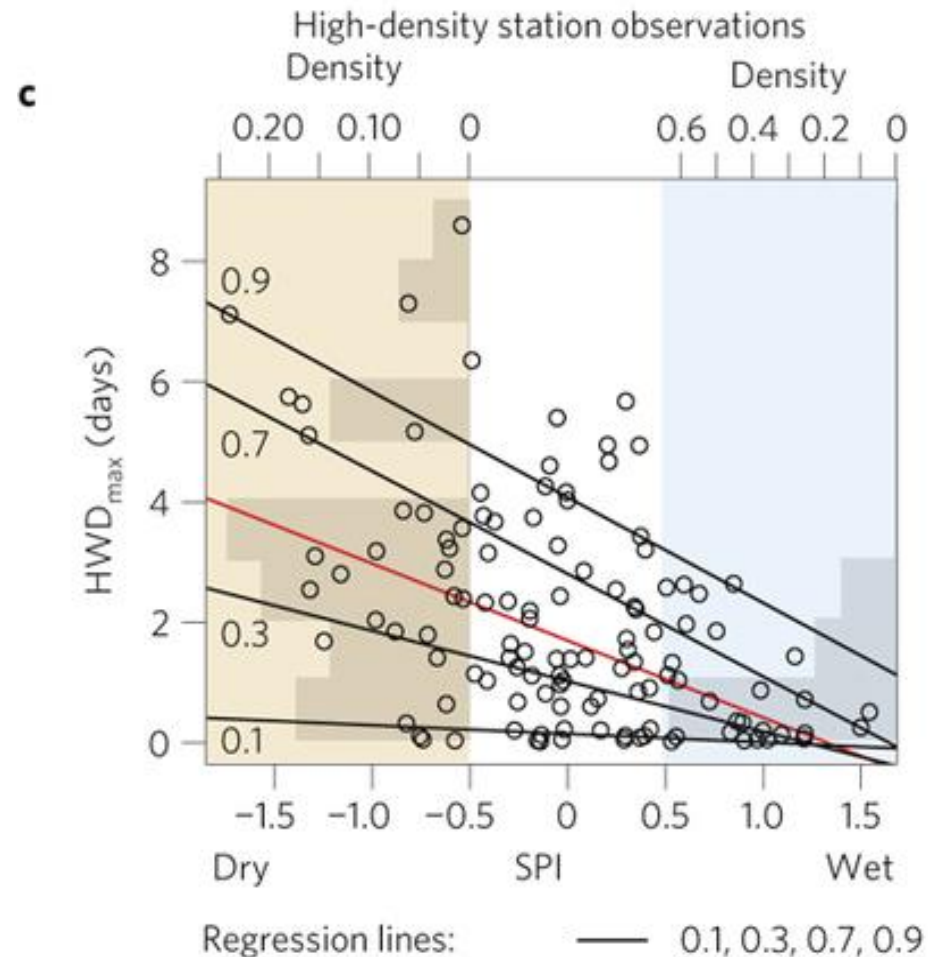 High-density station observations
c
Density
Density
0.20 0.10 0
0.6 0.4 0.2 0
HWDmax (days)
8
6
4
2
0
0.9
0.7
0.3
0.1
−1.5 −1.0 −0.5 0 0.5 1.0 1.5
Dry SPI Wet
Regression lines: 0.1, 0.3, 0.7, 0.9